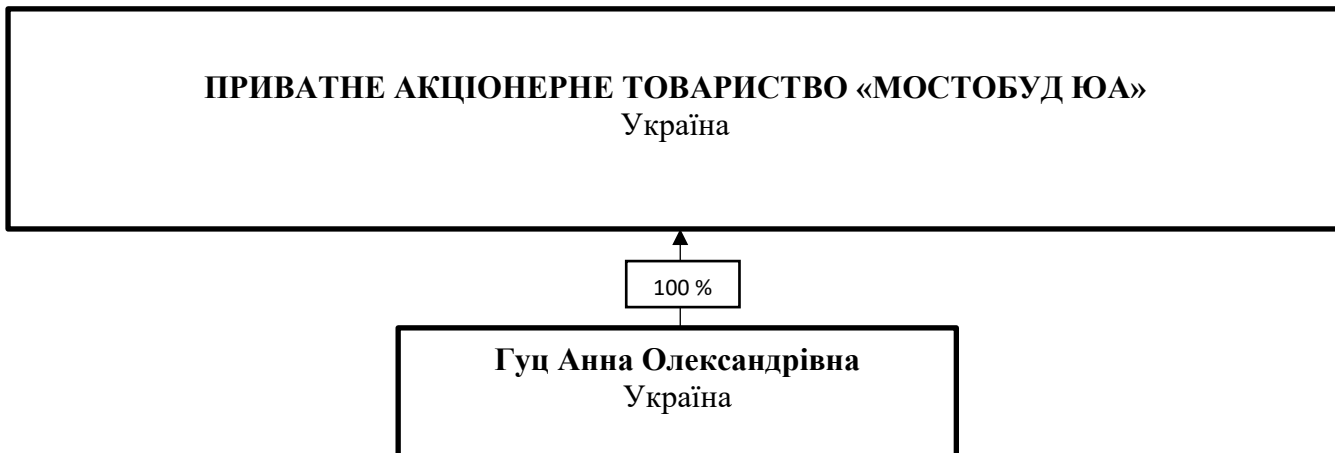 ПРИВАТНЕ АКЦІОНЕРНЕ ТОВАРИСТВО «МОСТОБУД ЮА»
Україна
100 %
Гуц Анна Олександрівна
Україна